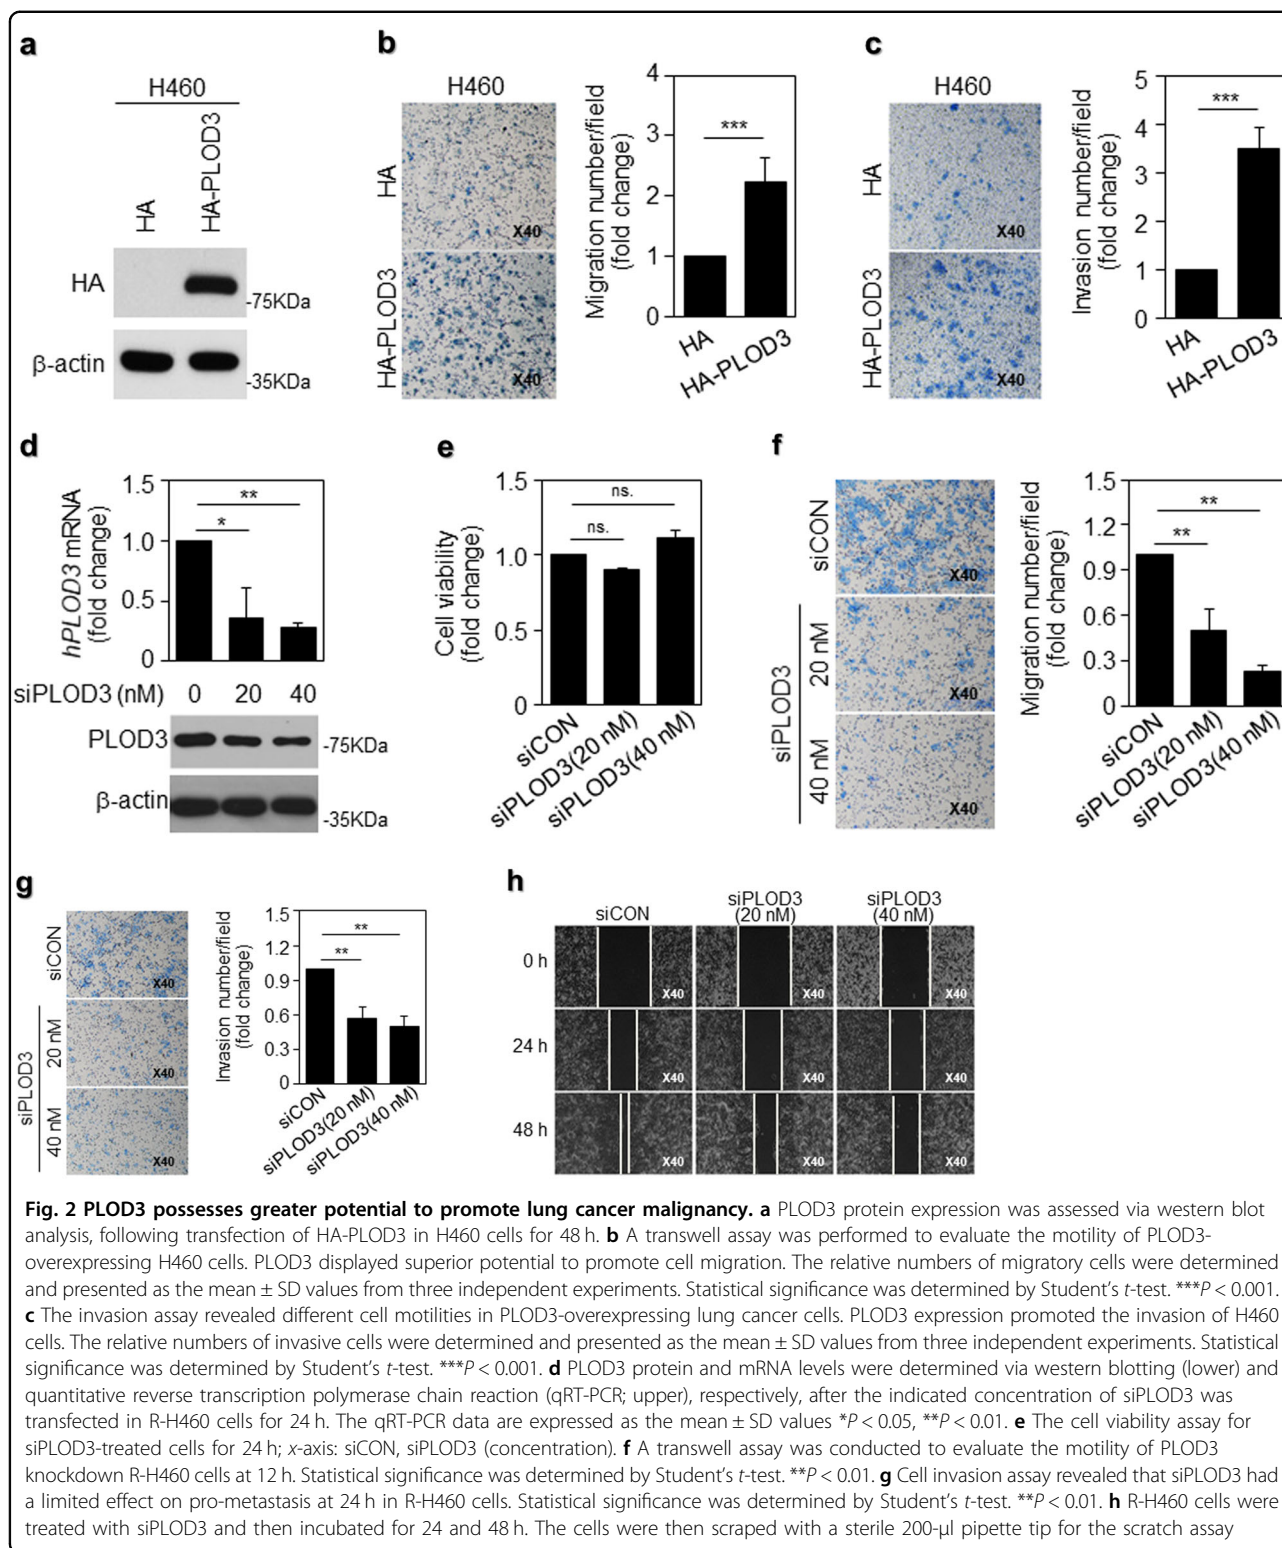 a
H460
HA
HA-PLOD3
HA
-75KDa
β-actin
-35KDa
b
H460
HA
X40
HA-PLOD3
X40
Migration number/field
(fold change)
4
3
2
1
0
***
HA
HA-PLOD3
c
H460
HA
X40
HA-PLOD3
X40
Invasion number/field
(fold change)
5
4
3
2
1
0
***
HA
HA-PLOD3
d
hPLOD3 mRNA
(fold change)
1.5
1.0
0.5
0
**
*
siPLOD3 (nM) 0 20 40
PLOD3
-75KDa
β-actin
-35KDa
e
Cell viability
(fold change)
1.5
1.0
0.5
0
ns.
ns.
siCON
siPLOD3(20 nM)
siPLOD3(40 nM)
f
siCON
X40
siPLOD3
20 nM
X40
40 nM
X40
Migration number/field
(fold change)
1.5
1.2
0.9
0.6
0.3
0
**
**
siCON
siPLOD3(20 nM)
siPLOD3(40 nM)
g
siCON
X40
siPLOD3
20 nM
X40
40 nM
X40
Invasion number/field
(fold change)
1.5
1.2
0.9
0.6
0.3
0
**
**
siCON
siPLOD3(20 nM)
siPLOD3(40 nM)
h
siCON
siPLOD3
(20 nM)
siPLOD3
(40 nM)
0 h
X40
X40
X40
24 h
X40
X40
X40
48 h
X40
X40
X40
Fig. 2 PLOD3 possesses greater potential to promote lung cancer malignancy. a PLOD3 protein expression was assessed via western blot
analysis, following transfection of HA-PLOD3 in H460 cells for 48 h. b A transwell assay was performed to evaluate the motility of PLOD3-
overexpressing H460 cells. PLOD3 displayed superior potential to promote cell migration. The relative numbers of migratory cells were determined
and presented as the mean ± SD values from three independent experiments. Statistical significance was determined by Student's t-test. ***P < 0.001.
c The invasion assay revealed different cell motilities in PLOD3-overexpressing lung cancer cells. PLOD3 expression promoted the invasion of H460
cells. The relative numbers of invasive cells were determined and presented as the mean ± SD values from three independent experiments. Statistical
significance was determined by Student's t-test. ***P < 0.001. d PLOD3 protein and mRNA levels were determined via western blotting (lower) and
quantitative reverse transcription polymerase chain reaction (qRT-PCR; upper), respectively, after the indicated concentration of siPLOD3 was
transfected in R-H460 cells for 24 h. The qRT-PCR data are expressed as the mean ± SD values *P < 0.05, **P < 0.01. e The cell viability assay for
siPLOD3-treated cells for 24 h; x-axis: siCON, siPLOD3 (concentration). f A transwell assay was conducted to evaluate the motility of PLOD3
knockdown R-H460 cells at 12 h. Statistical significance was determined by Student's t-test. **P < 0.01. g Cell invasion assay revealed that siPLOD3 had
a limited effect on pro-metastasis at 24 h in R-H460 cells. Statistical significance was determined by Student's t-test. **P < 0.01. h R-H460 cells were
treated with siPLOD3 and then incubated for 24 and 48 h. The cells were then scraped with a sterile 200-µl pipette tip for the scratch assay